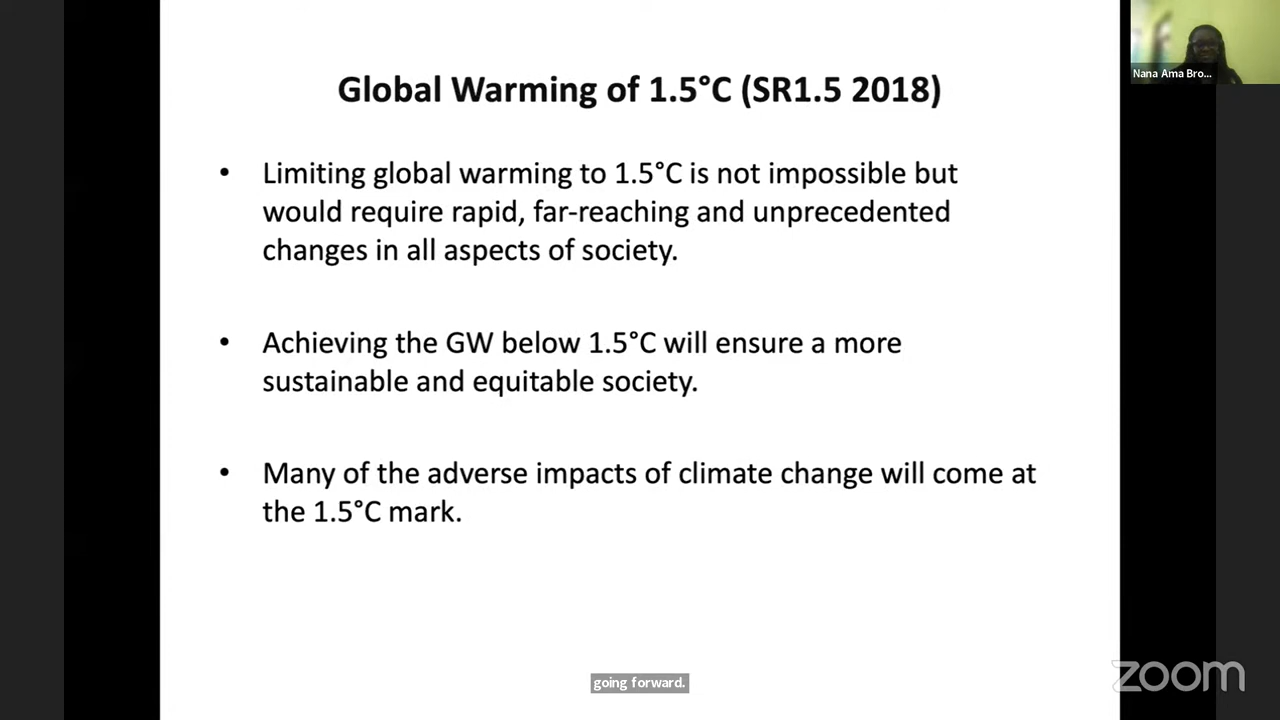 Global Warming of 1.5°C (SR1.5 2018)
• Limiting global warming to 1.5°C is not impossible but
would require rapid, far-reaching and unprecedented
changes in all aspects of society.
• Achieving the GW below 1.5°C will ensure a more
sustainable and equitable society.
• Many of the adverse impacts of climate change will come at
the 1.5°C mark.
Nana Ama Bro...
going forward.
zoom